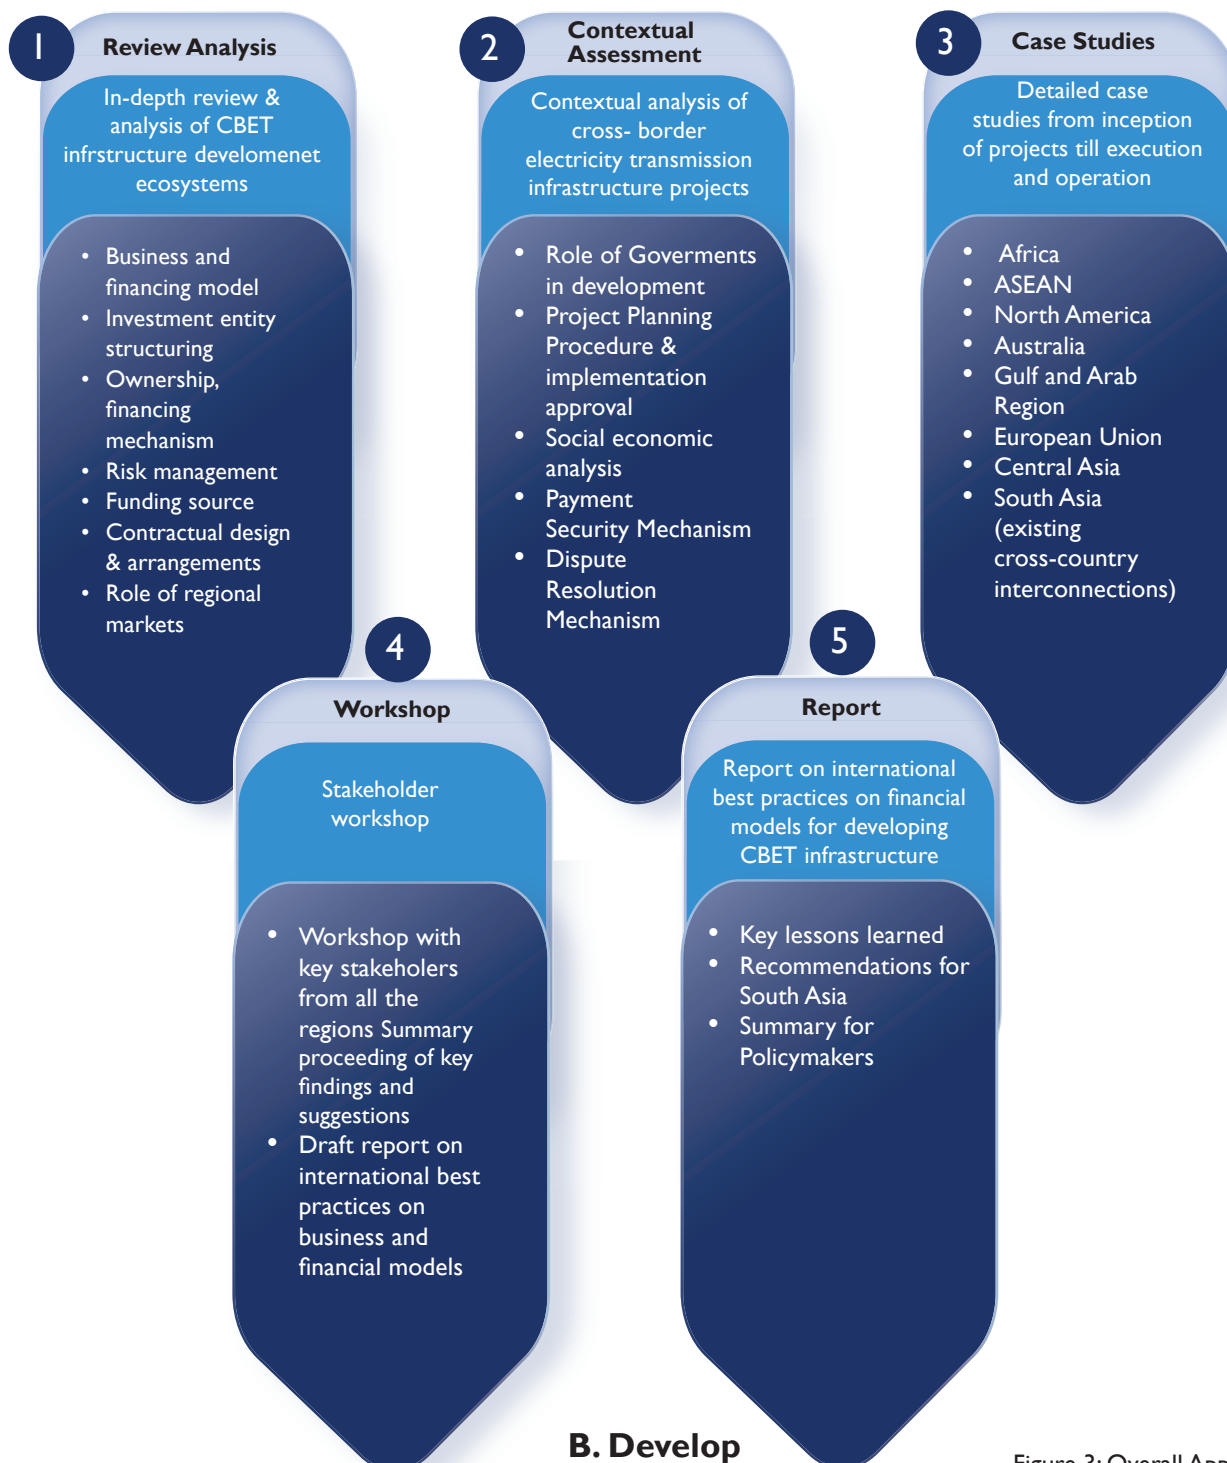 1
Review Analysis
In-depth review &
analysis of CBET
infrstructure develomenet
ecosystems
• Business and
financing model
• Investment entity
structuring
• Ownership,
financing
mechanism
• Risk management
• Funding source
• Contractual design
& arrangements
• Role of regional
markets
2
Contextual
Assessment
Contextual analysis of
cross- border
electricity transmission
infrastructure projects
• Role of Goverments
in development
• Project Planning
Procedure &
implementation
approval
• Social economic
analysis
• Payment
Security Mechanism
• Dispute
Resolution
Mechanism
3
Case Studies
Detailed case
studies from inception
of projects till execution
and operation
• Africa
• ASEAN
• North America
• Australia
• Gulf and Arab
Region
• European Union
• Central Asia
• South Asia
(existing
cross-country
interconnections)
4
Workshop
Stakeholder
workshop
• Workshop with
key stakeholers
from all the
regions Summary
proceeding of key
findings and
suggestions
• Draft report on
international best
practices on
business and
financial models
5
Report
Report on international
best practices on financial
models for developing
CBET infrastructure
• Key lessons learned
• Recommendations for
South Asia
• Summary for
Policymakers
B. Develop
Figure 3: Overall